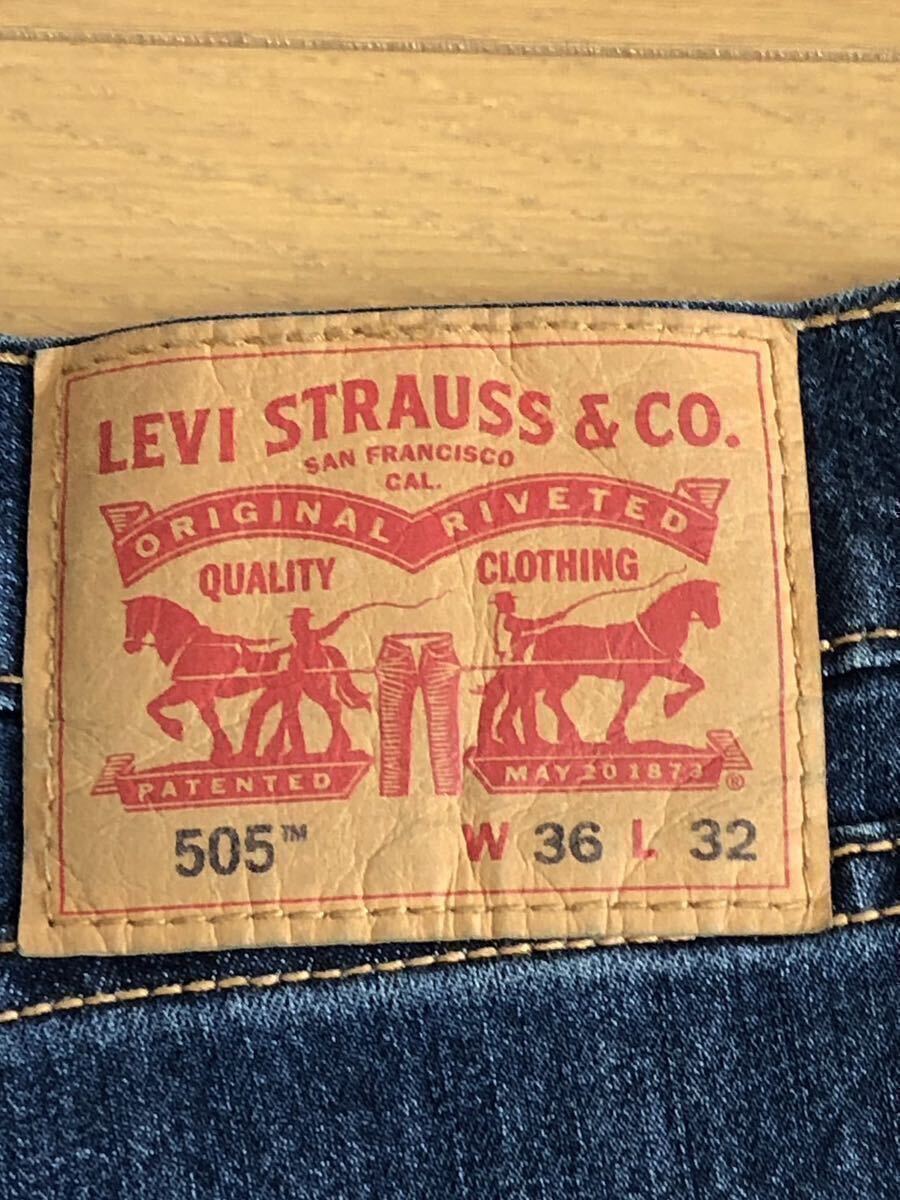 LEVI STRAUSS & CO.
SAN FRANCISCO
CAL.
ORIGINAL RIVETED
QUALITY CLOTHING
PATENTED MAY 20 1873 ®
505™ W 36 L 32